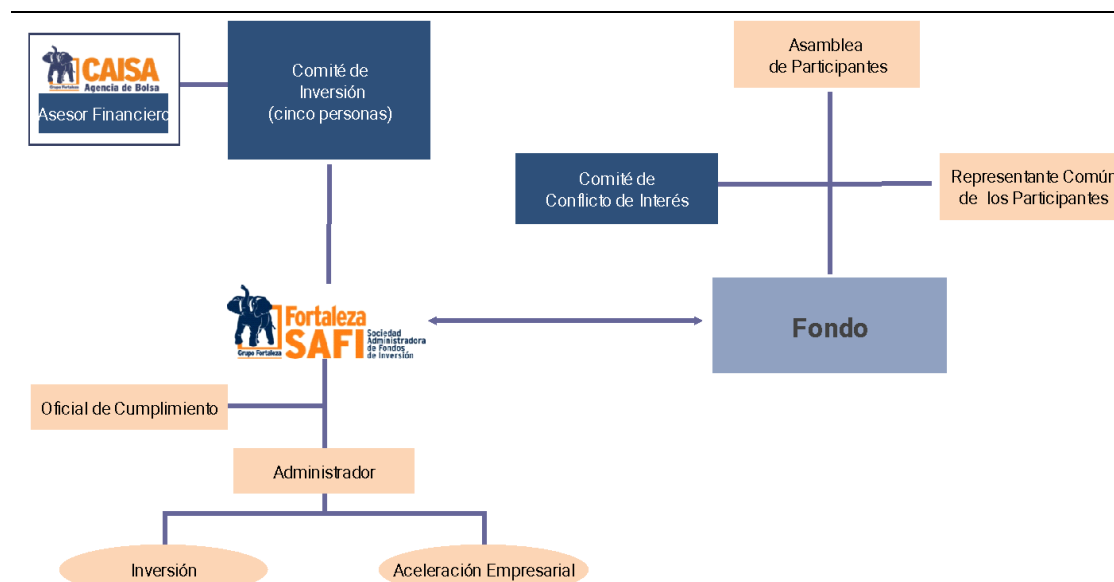 CAISA
Agencia de Bolsa
Grupo Fortaleza
Asesor Financiero
Comité de
Inversión
(cinco personas)
Asamblea
de Participantes
Comité de
Conflicto de Interés
Representante Común
de los Participantes
Fortaleza
SAFI
Sociedad
Administradora
de Fondos
de Inversión
Grupo Fortaleza
Fondo
Oficial de Cumplimiento
Administrador
Inversión
Aceleración Empresarial